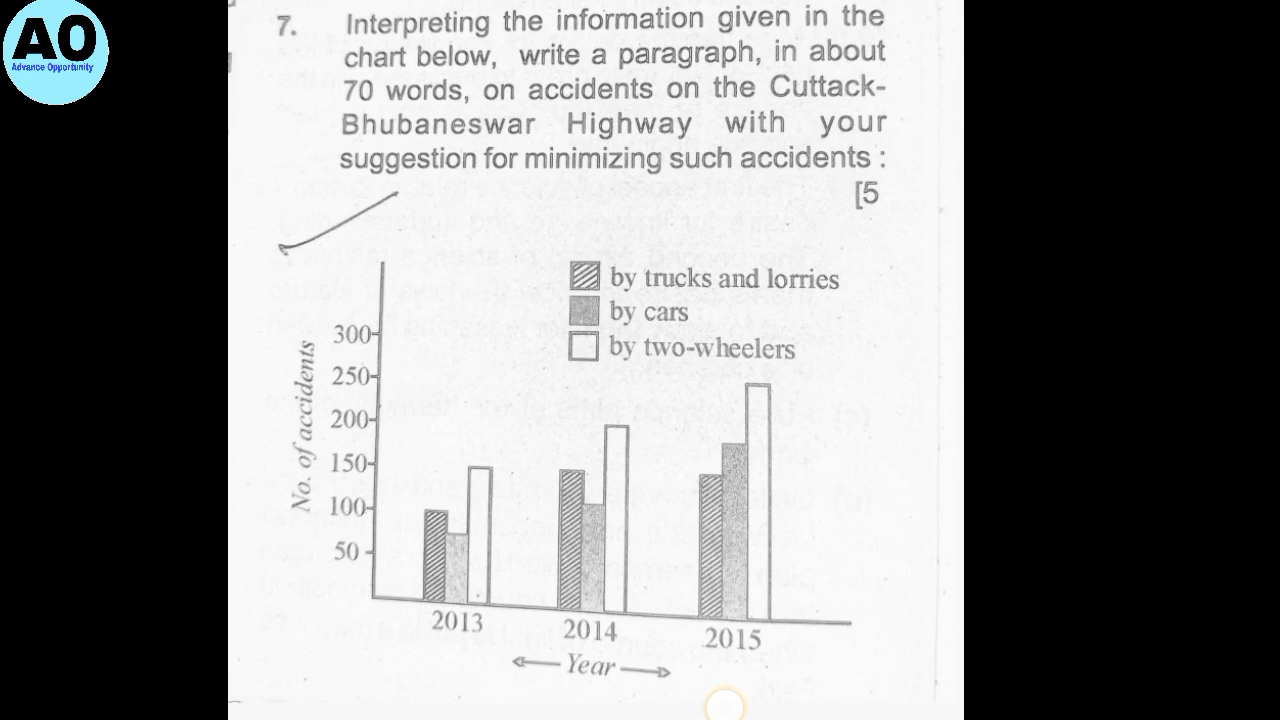 AO
Advance Opportunity
7. Interpreting the information given in the
chart below, write a paragraph, in about
70 words, on accidents on the Cuttack-
Bhubaneswar Highway with your
suggestion for minimizing such accidents :
[5
by trucks and lorries
by cars
by two-wheelers
No. of accidents
300
250
200
150
100
50
2013
2014
2015
Year